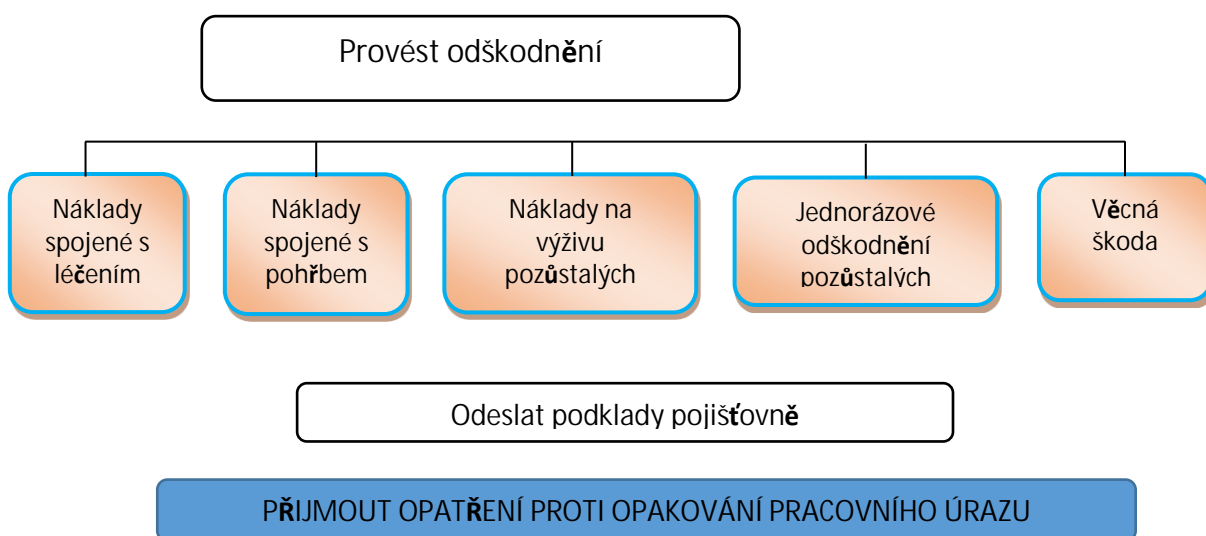 Provést odškodnění
Náklady
spojené s
léčením
Náklady
spojené s
pohřbem
Náklady na
výživu
pozůstalých
Jednorázové
odškodnění
pozůstalých
Věcná
škoda
Odeslat podklady pojišťovně
PŘIJMOUT OPATŘENÍ PROTI OPAKOVÁNÍ PRACOVNÍHO ÚRAZU